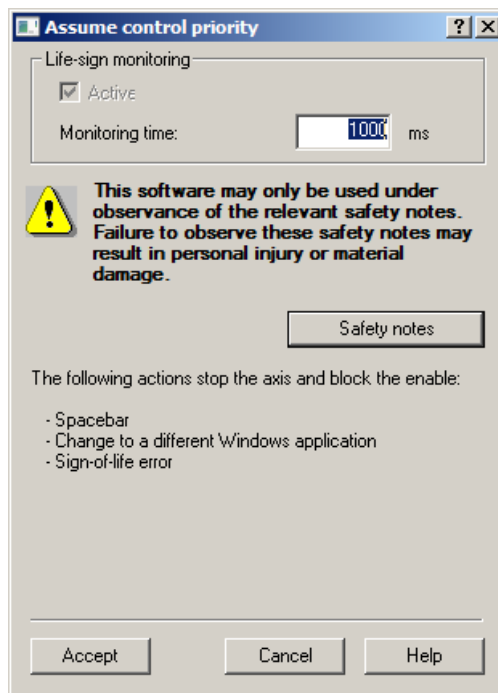 Assume control priority
Life-sign monitoring
Active
Monitoring time: 1000 ms
This software may only be used under
observance of the relevant safety notes.
Failure to observe these safety notes may
result in personal injury or material
damage.
Safety notes
The following actions stop the axis and block the enable:
- Spacebar
- Change to a different Windows application
- Sign-of-life error
Accept Cancel Help